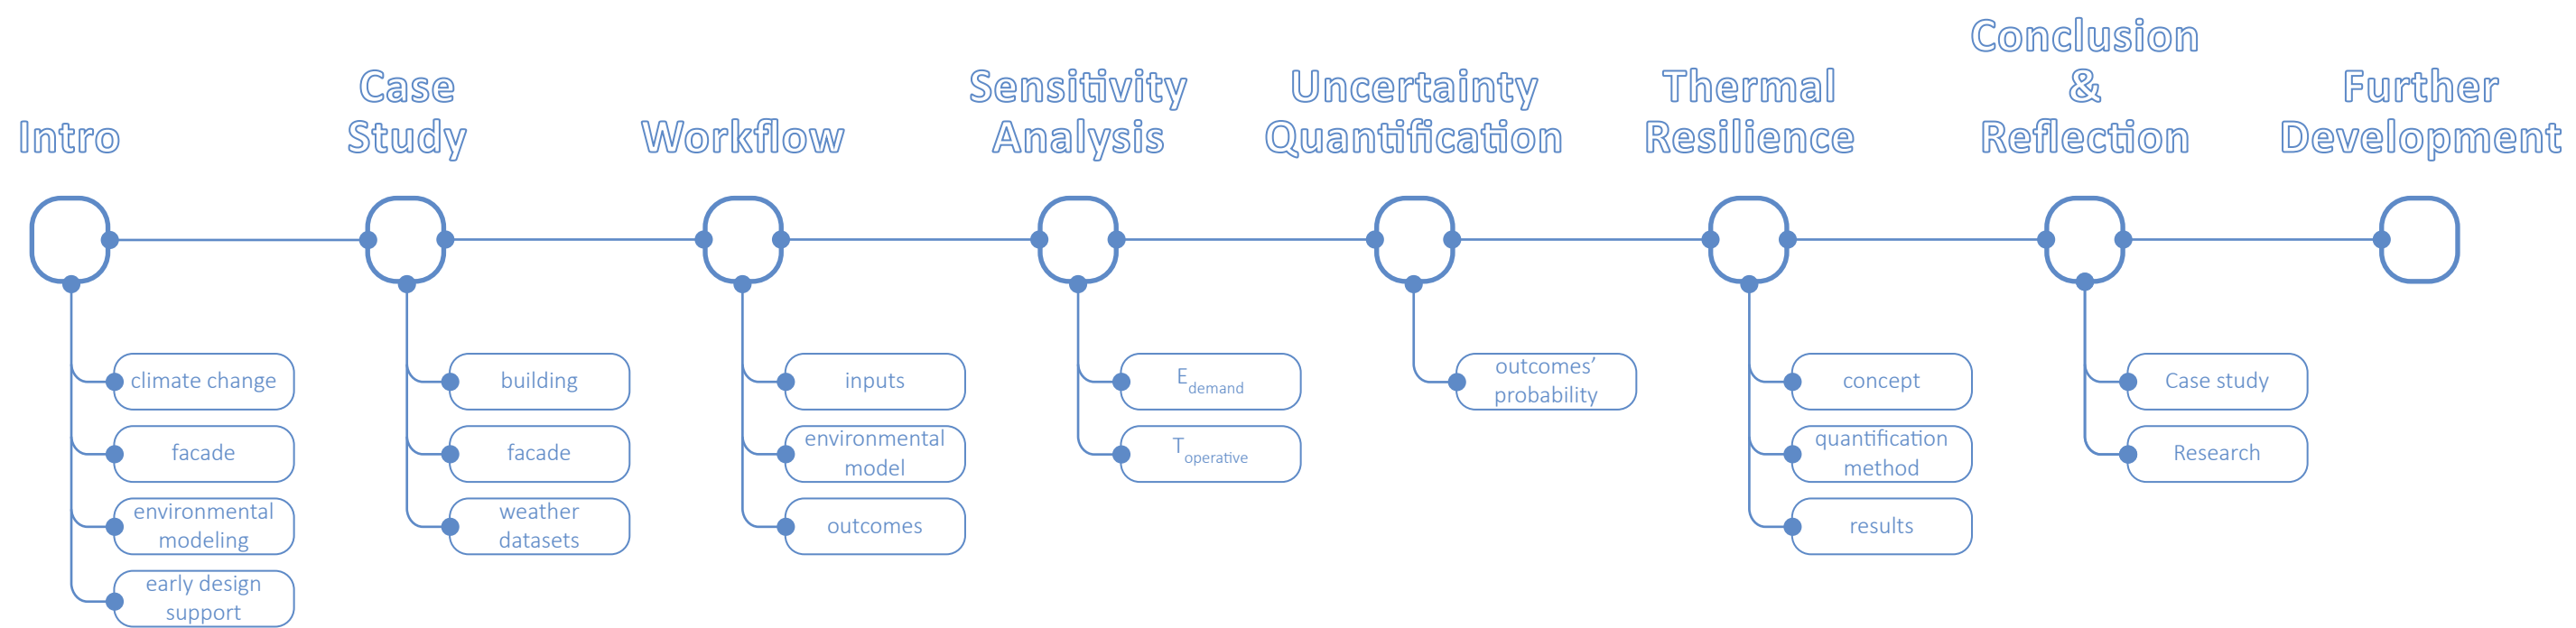 Intro
Case
Study
Workflow
Sensitivity
Analysis
Uncertainty
Quantification
Thermal
Resilience
Conclusion
&
Reflection
Further
Development
climate change
facade
environmental
modeling
early design
support
building
facade
weather
datasets
inputs
environmental
model
outcomes
E demand
T operative
outcomes’
probability
concept
quantification
method
results
Case study
Research